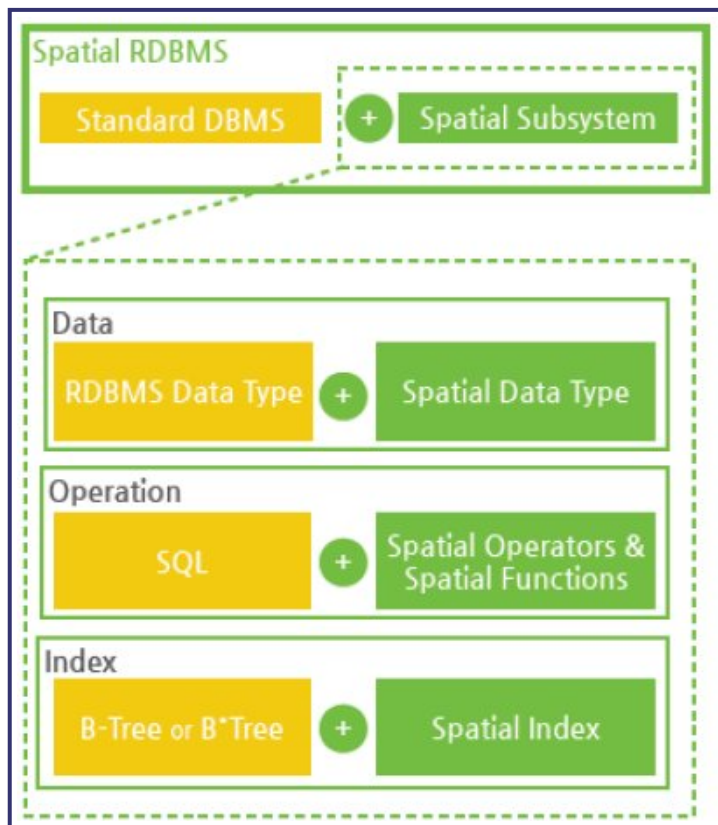 Spatial RDBMS
Standard DBMS + Spatial Subsystem
Data
RDBMS Data Type + Spatial Data Type
Operation
SQL + Spatial Operators &
Spatial Functions
Index
B-Tree or B*Tree + Spatial Index